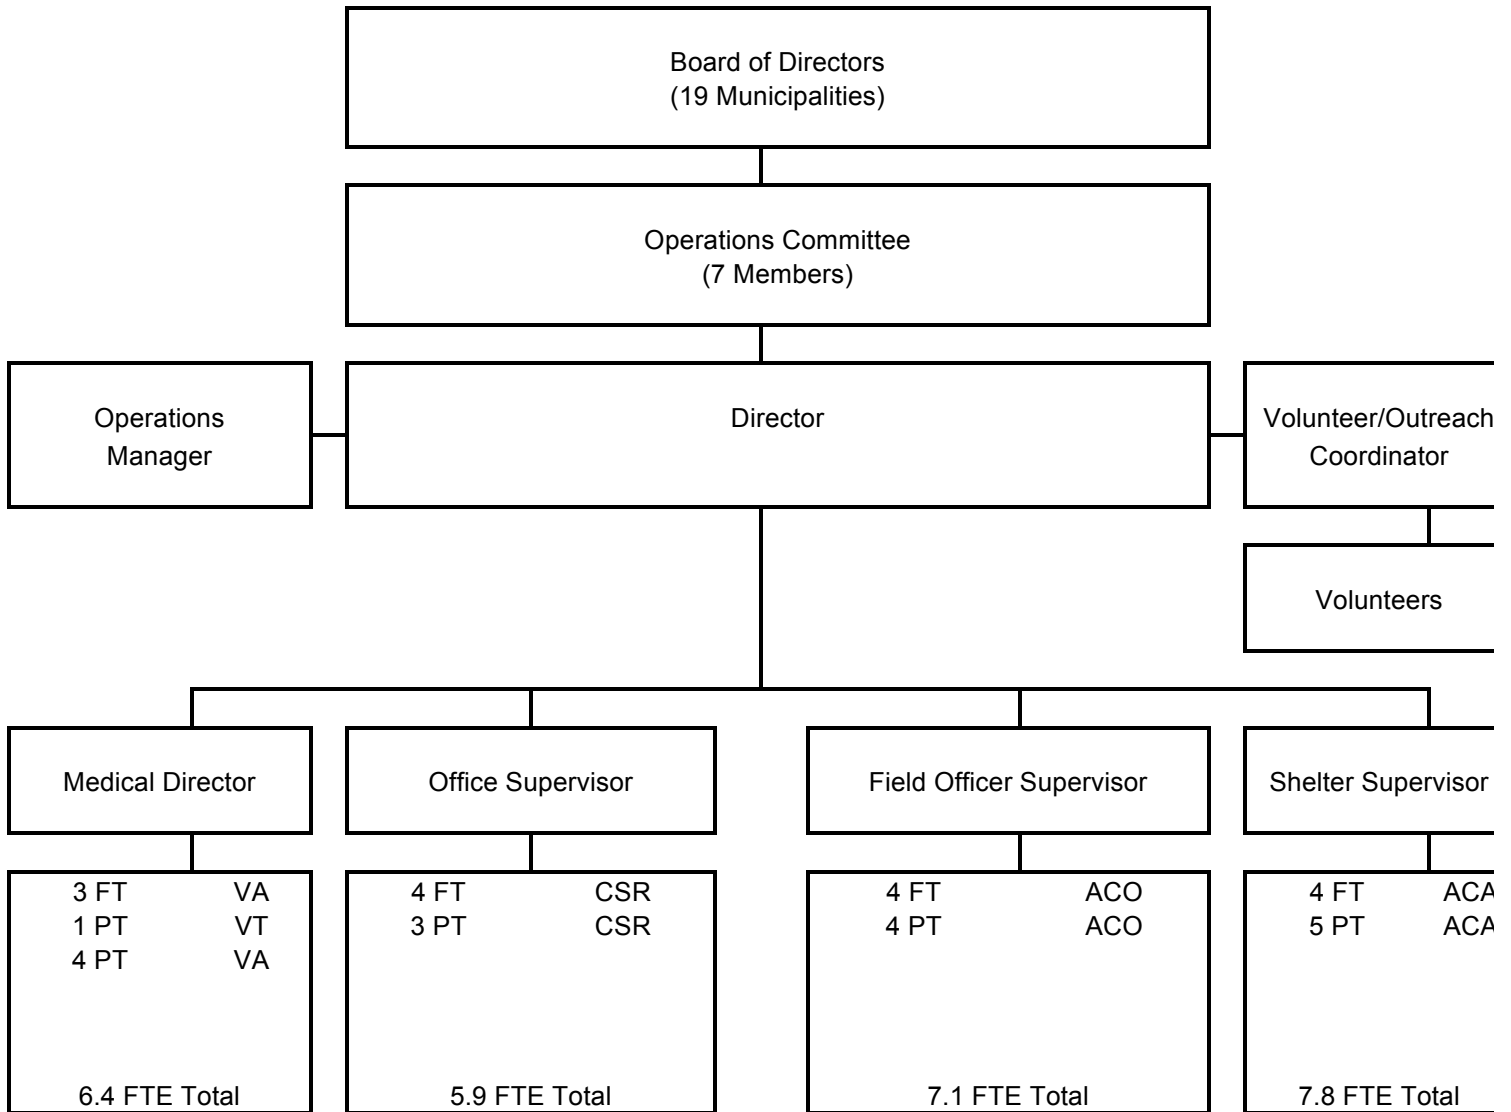 Board of Directors
(19 Municipalities)
Operations Committee
(7 Members)
Operations
Manager
Director
Volunteer/Outreach
Coordinator
Volunteers
Medical Director
Office Supervisor
Field Officer Supervisor
Shelter Supervisor
3 FT VA
1 PT VT
4 PT VA
6.4 FTE Total
4 FT CSR
3 PT CSR
5.9 FTE Total
4 FT ACO
4 PT ACO
7.1 FTE Total
4 FT ACA
5 PT ACA
7.8 FTE Total